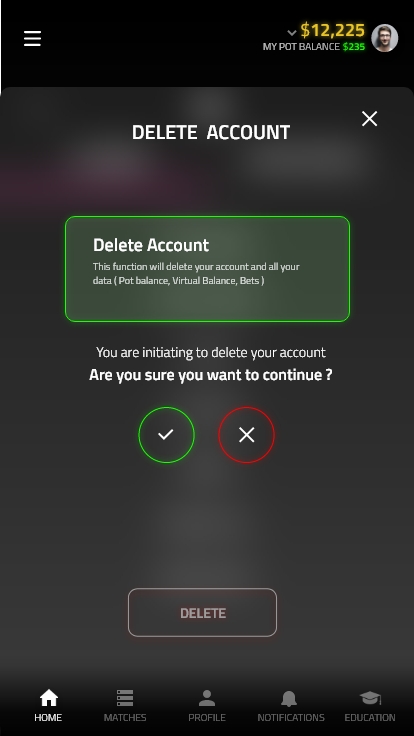 $12,225
MY POT BALANCE $235
DELETE ACCOUNT
Delete Account
This function will delete your account and all your
data ( Pot balance, Virtual Balance, Bets )
You are initiating to delete your account
Are you sure you want to continue ?
DELETE
HOME MATCHES PROFILE NOTIFICATIONS EDUCATION